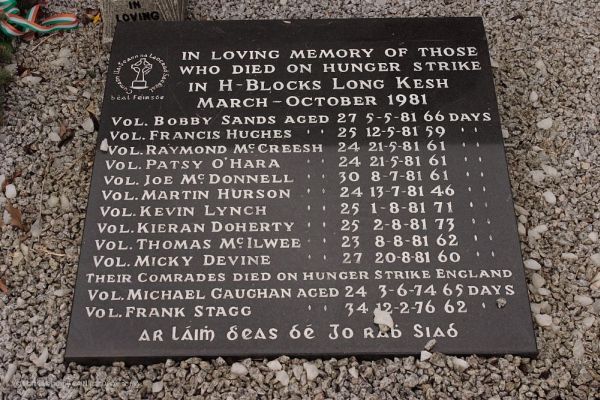 IN
LOVING
IN LOVING MEMORY OF THOSE
WHO DIED ON HUNGER STRIKE
IN H-BLOCKS LONG KESH
MARCH-OCTOBER 1981
béal feirsde
VOL. BOBBY SANDS AGED 27 5-5-81 66 DAYS
VOL. FRANCIS HUGHES " 25 12-5-81 59 "
VOL. RAYMOND MCCREESH " 24 21-5-81 61 "
VOL. PATSY O'HARA " 24 21-5-81 61 "
VOL. JOE MCDONNELL " 30 8-7-81 61 "
VOL. MARTIN HURSON " 24 13-7-81 46 "
VOL. KEVIN LYNCH " 25 1-8-81 71 "
VOL. KIERAN DOHERTY " 25 2-8-81 73 "
VOL. THOMAS MCILWEE " 23 8-8-81 62 "
VOL. MICKY DEVINE " 27 20-8-81 60 "
THEIR COMRADES DIED ON HUNGER STRIKE ENGLAND
VOL. MICHAEL GAUGHAN AGED 24 3-6-74 65 DAYS
VOL. FRANK STAGG " 34 12-2-76 62 "
AR LÁIṀ ḊEAS DÉ GO RAḂ SIAD